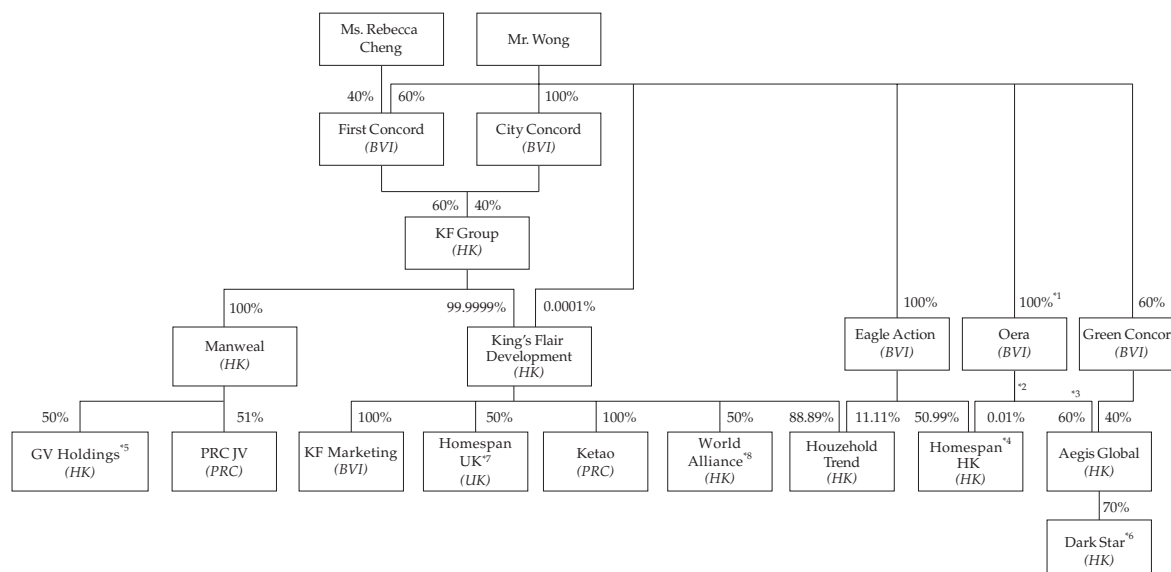 Ms. Rebecca
Cheng
Mr. Wong
40%
60%
100%
First Concord
(BVI)
City Concord
(BVI)
60%
40%
KF Group
(HK)
100%
99.9999%
0.0001%
100%
100%*1
60%
Manweal
(HK)
King's Flair
Development
(HK)
Eagle Action
(BVI)
Oera
(BVI)
Green Concord
(BVI)
*2
*3
50%
51%
100%
50%
100%
50%
88.89%
11.11%
50.99%
0.01%
60%
40%
GV Holdings*5
(HK)
PRC JV
(PRC)
KF Marketing
(BVI)
Homespan
UK*7
(UK)
Ketao
(PRC)
World
Alliance*8
(HK)
Houzehold
Trend
(HK)
Homespan*4
HK
(HK)
Aegis Global
(HK)
70%
Dark Star*6
(HK)